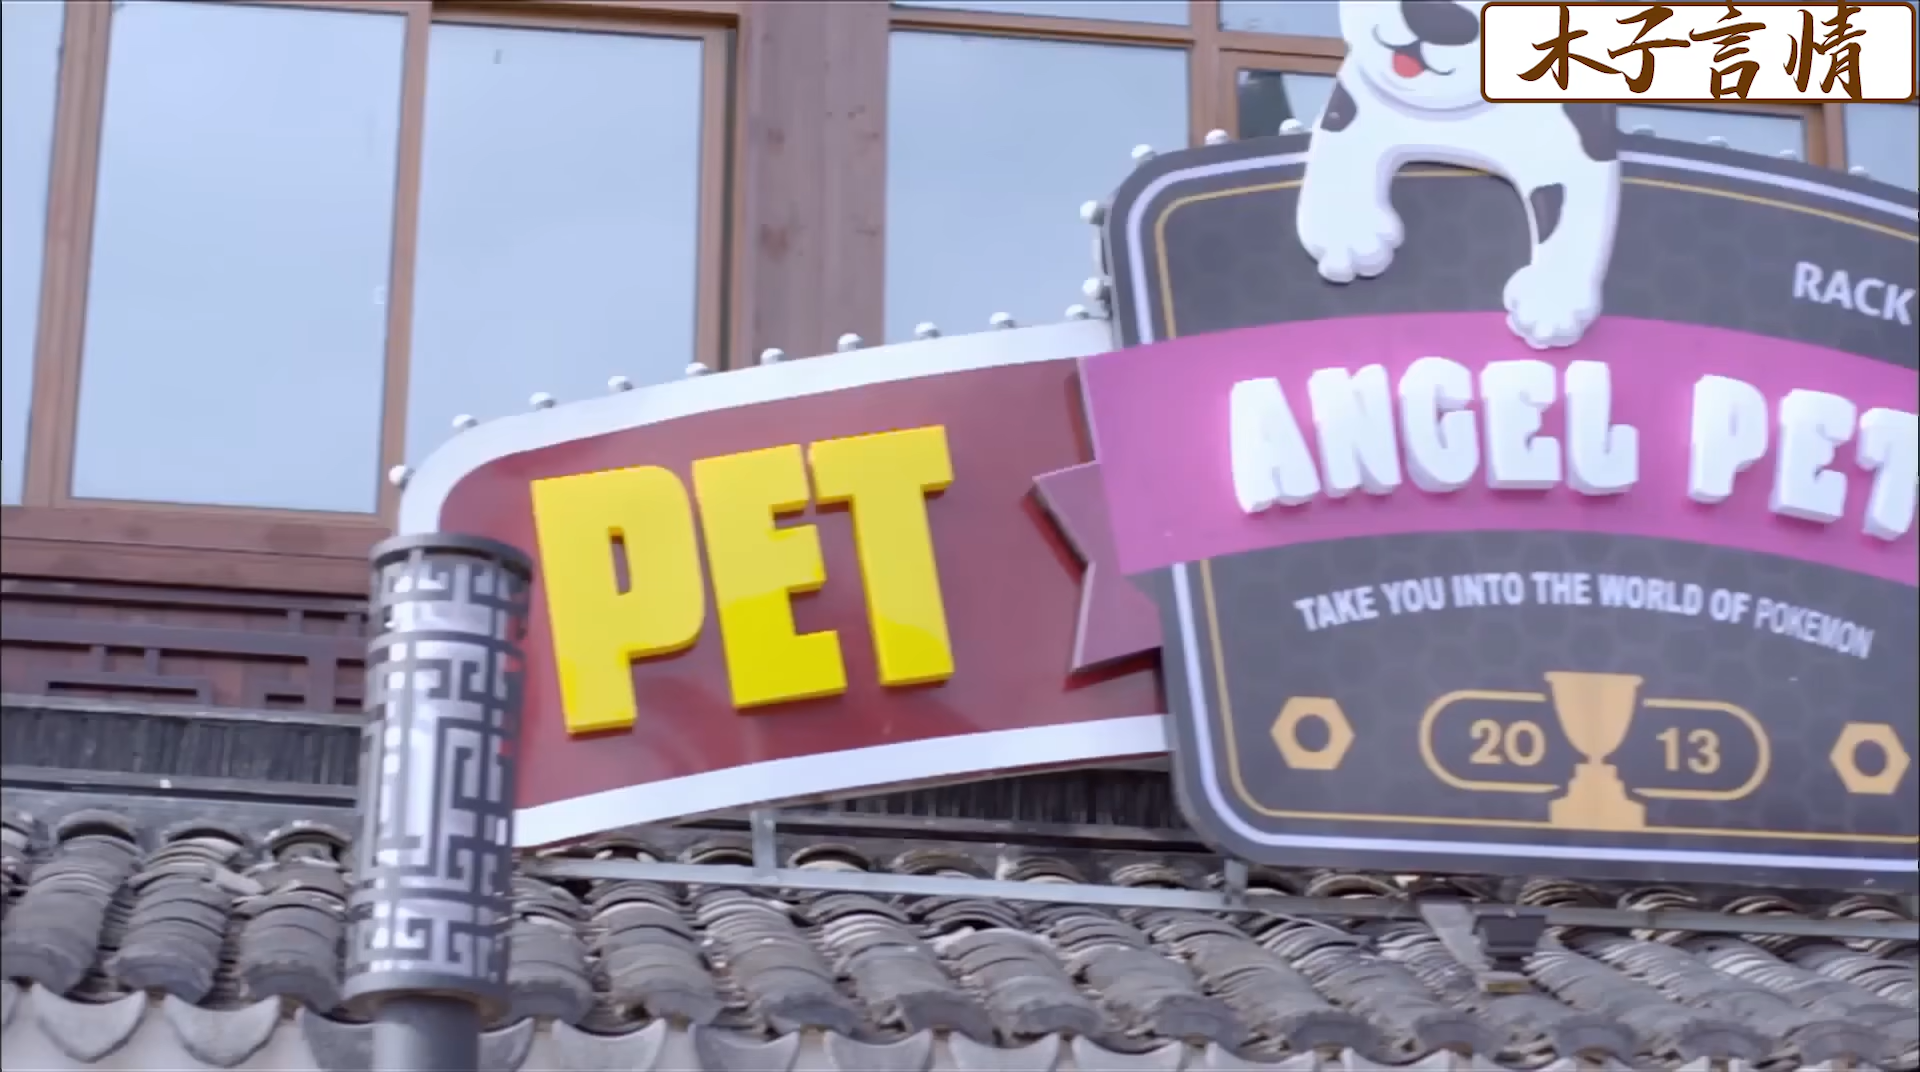 木子言情
RACK
ANGEL PET
PET
TAKE YOU INTO THE WORLD OF POKEMON
20 13